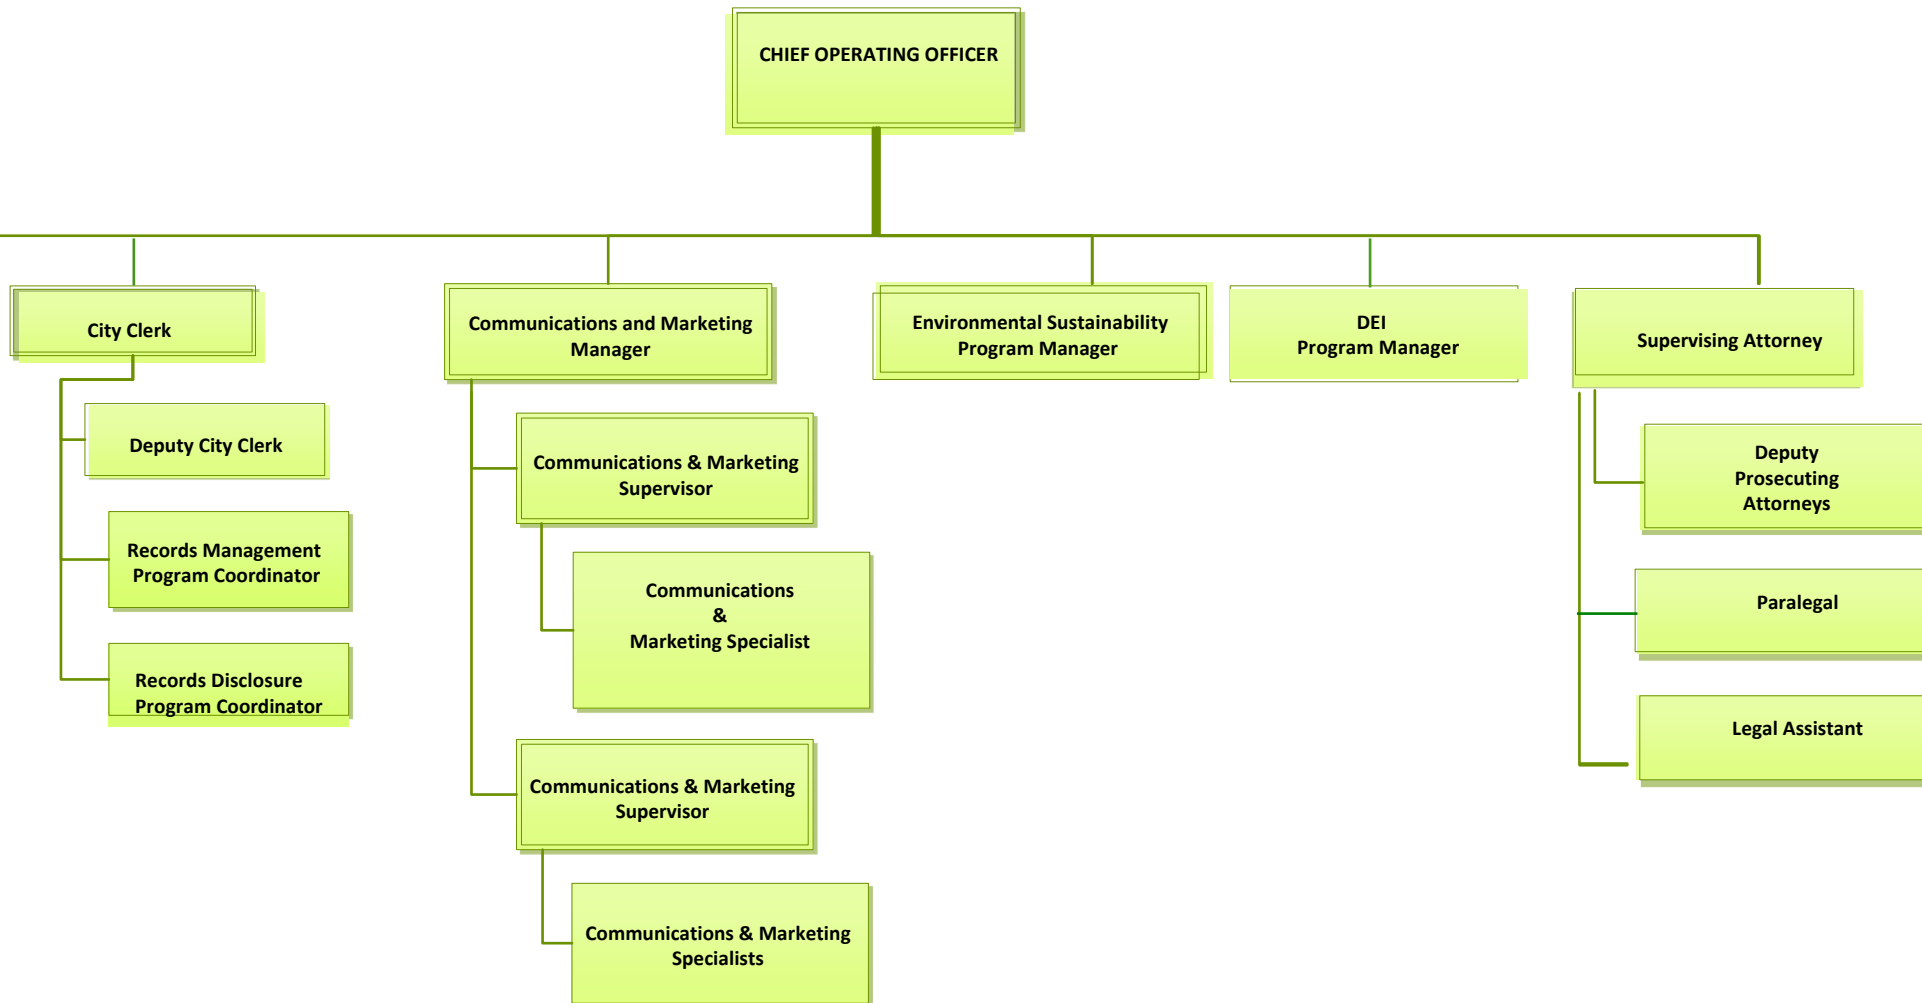 CHIEF OPERATING OFFICER
City Clerk
Deputy City Clerk
Records Management
Program Coordinator
Records Disclosure
Program Coordinator
Communications and Marketing
Manager
Communications & Marketing
Supervisor
Communications
&
Marketing Specialist
Communications & Marketing
Supervisor
Communications & Marketing
Specialists
Environmental Sustainability
Program Manager
DEI
Program Manager
Supervising Attorney
Deputy
Prosecuting
Attorneys
Paralegal
Legal Assistant